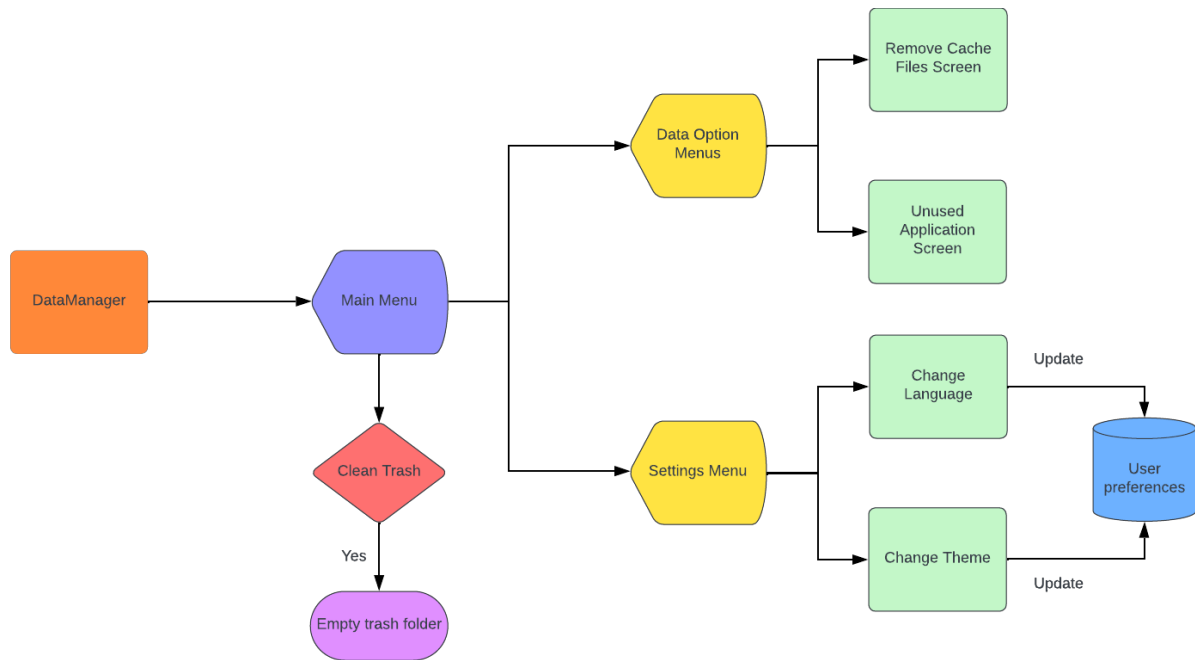 Remove Cache
Files Screen
Data Option
Menus
Unused
Application
Screen
DataManager
Main Menu
Change
Language
Update
Clean Trash
Settings Menu
User
preferences
Yes
Change Theme
Update
Empty trash folder